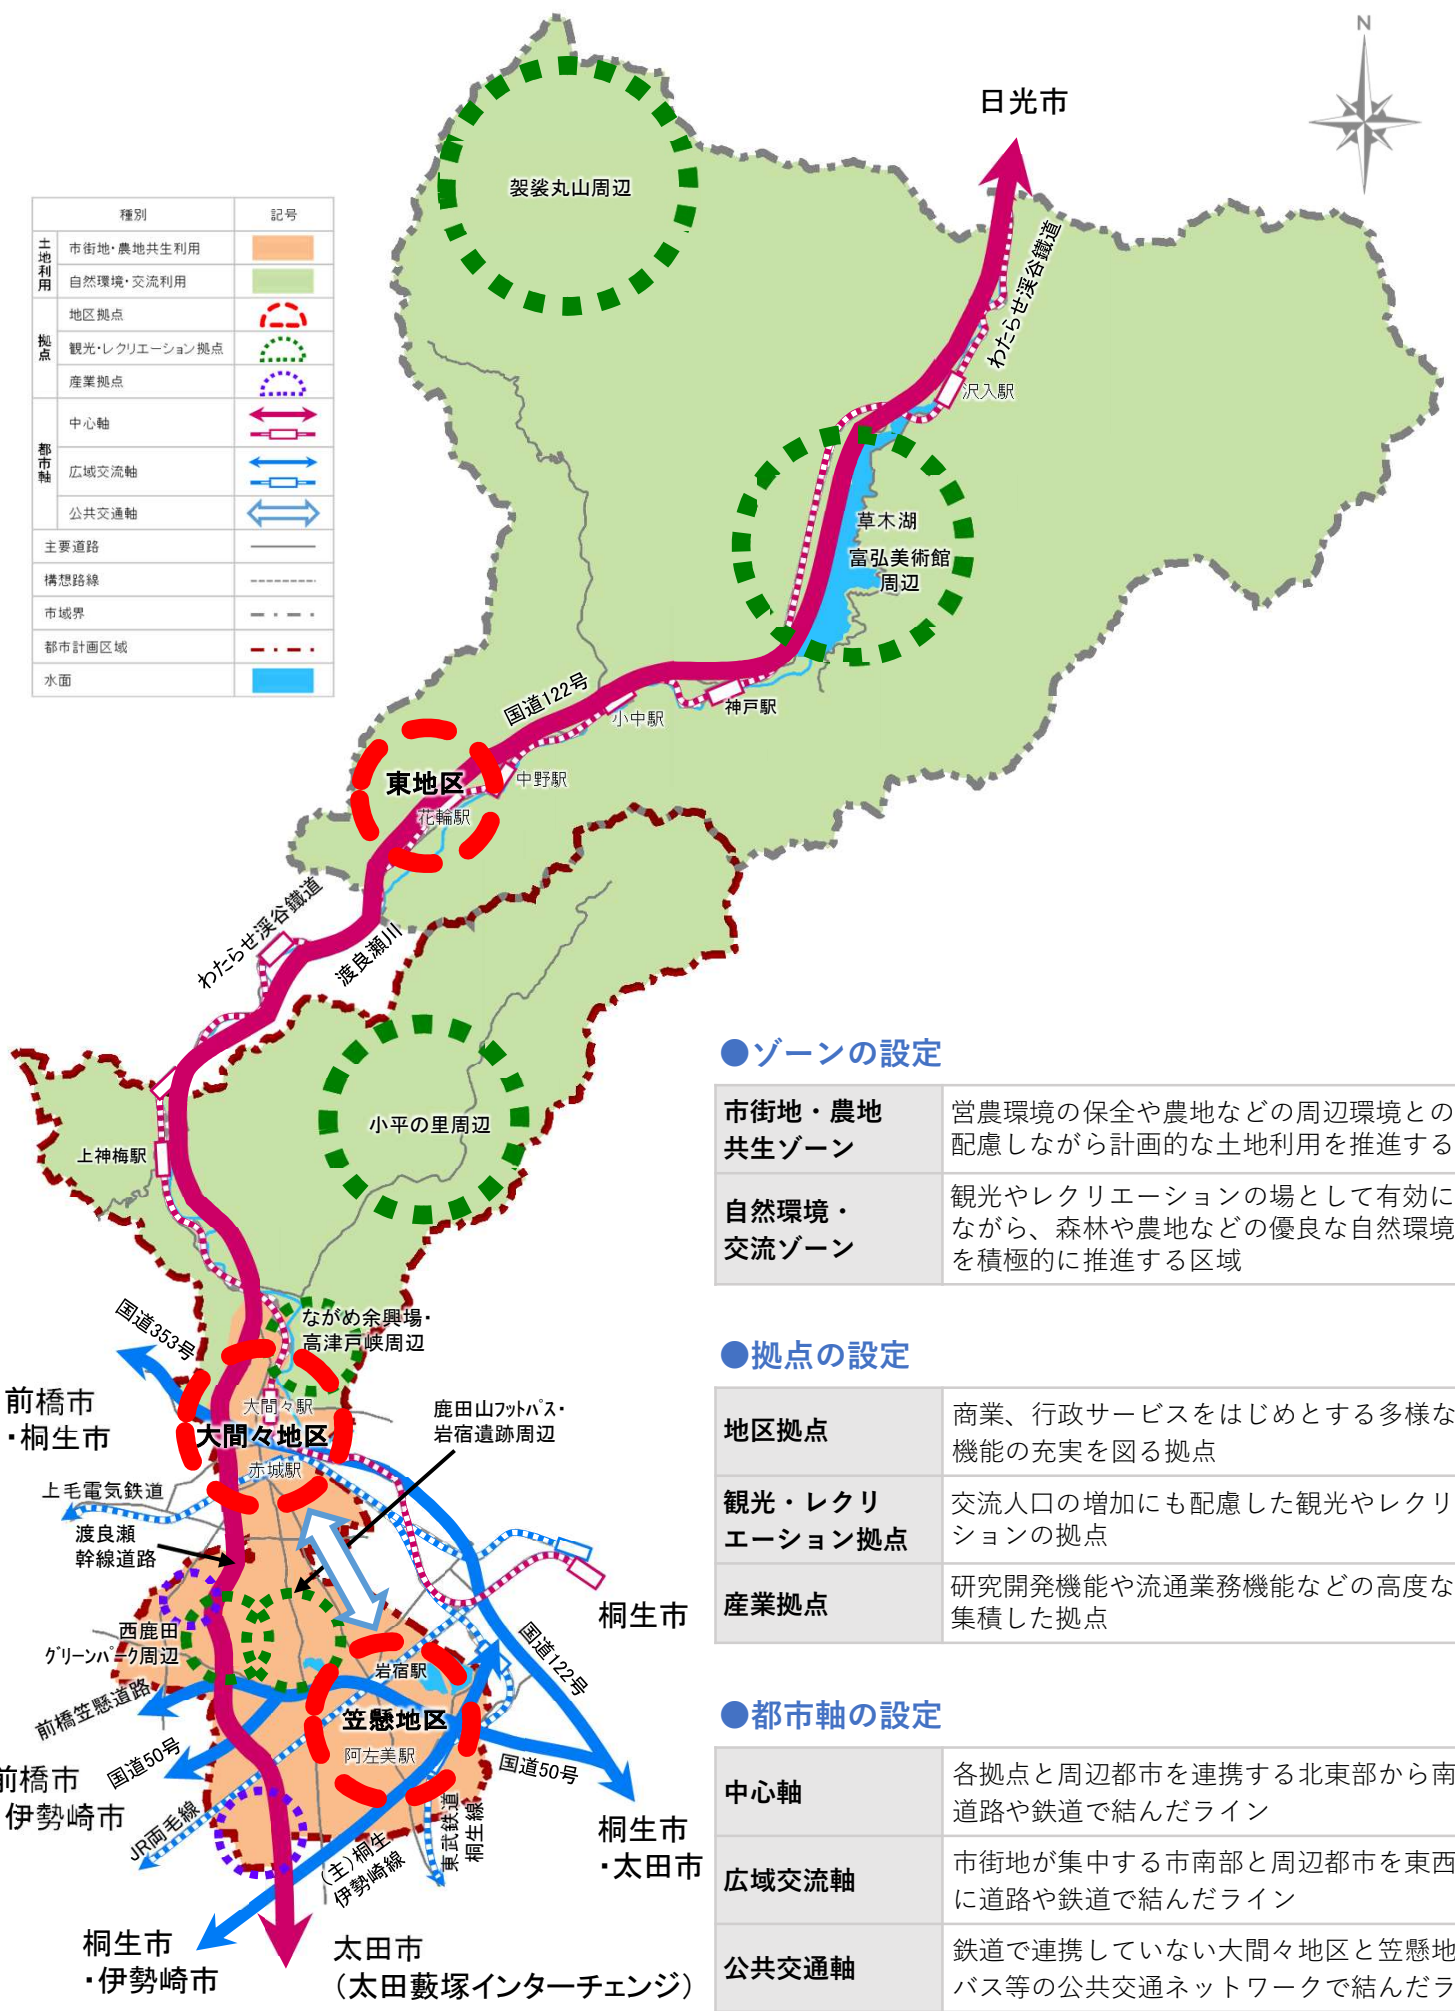 N
日光市
袈裟丸山周辺
種別
記号
土地利用
市街地・農地共生利用
自然環境・交流利用
拠点
地区拠点
観光・レクリエーション拠点
産業拠点
都市軸
中心軸
広域交流軸
公共交通軸
主要道路
構想路線
市域界
都市計画区域
水面
わたらせ渓谷鐵道
沢入駅
草木湖
富弘美術館
周辺
国道122号
神戸駅
小中駅
中野駅
東地区
花輪駅
わたらせ渓谷鐵道
渡良瀬川
小平の里周辺
上神梅駅
国道353号
ながめ余興場・
高津戸峡周辺
前橋市
・桐生市
大間々駅
大間々地区
赤城駅
鹿田山フットパス・
岩宿遺跡周辺
上毛電気鉄道
渡良瀬
幹線道路
桐生市
西鹿田
グリーンパーク周辺
国道122号
岩宿駅
前橋笠懸道路
笠懸地区
阿左美駅
国道50号
国道50号
前橋市
伊勢崎市
JR両毛線
東武鉄道
桐生線
(主)桐生
伊勢崎線
桐生市
・太田市
桐生市
・伊勢崎市
太田市
(太田藪塚インターチェンジ)
●ゾーンの設定
市街地・農地
共生ゾーン
営農環境の保全や農地などの周辺環境との
配慮しながら計画的な土地利用を推進する
自然環境・
交流ゾーン
観光やレクリエーションの場として有効に
ながら、森林や農地などの優良な自然環境
を積極的に推進する区域
●拠点の設定
地区拠点
商業、行政サービスをはじめとする多様な
機能の充実を図る拠点
観光・レクリ
エーション拠点
交流人口の増加にも配慮した観光やレクリ
ションの拠点
産業拠点
研究開発機能や流通業務機能などの高度な
集積した拠点
●都市軸の設定
中心軸
各拠点と周辺都市を連携する北東部から南
道路や鉄道で結んだライン
広域交流軸
市街地が集中する市南部と周辺都市を東西
に道路や鉄道で結んだライン
公共交通軸
鉄道で連携していない大間々地区と笠懸地
バス等の公共交通ネットワークで結んだラ